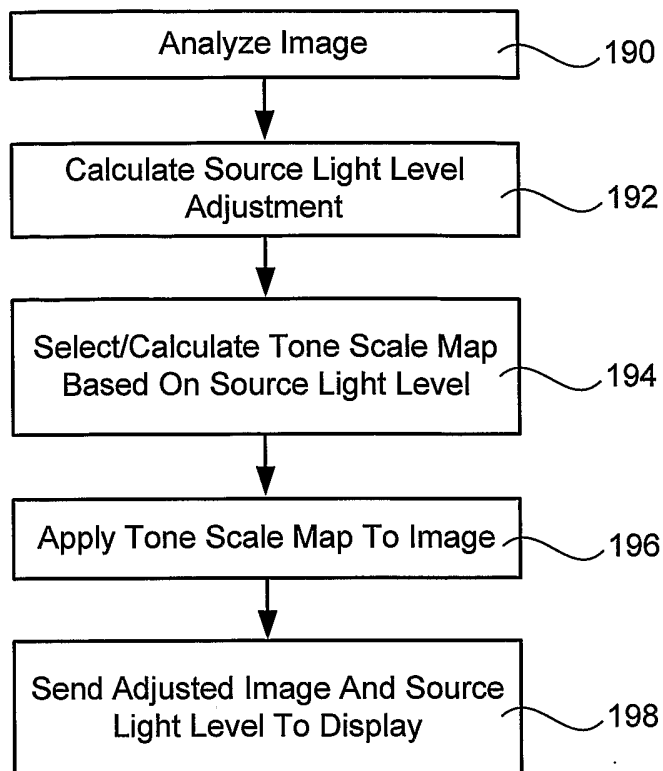 Analyze Image
190
Calculate Source Light Level
Adjustment
192
Select/Calculate Tone Scale Map
Based On Source Light Level
194
Apply Tone Scale Map To Image
196
Send Adjusted Image And Source
Light Level To Display
198